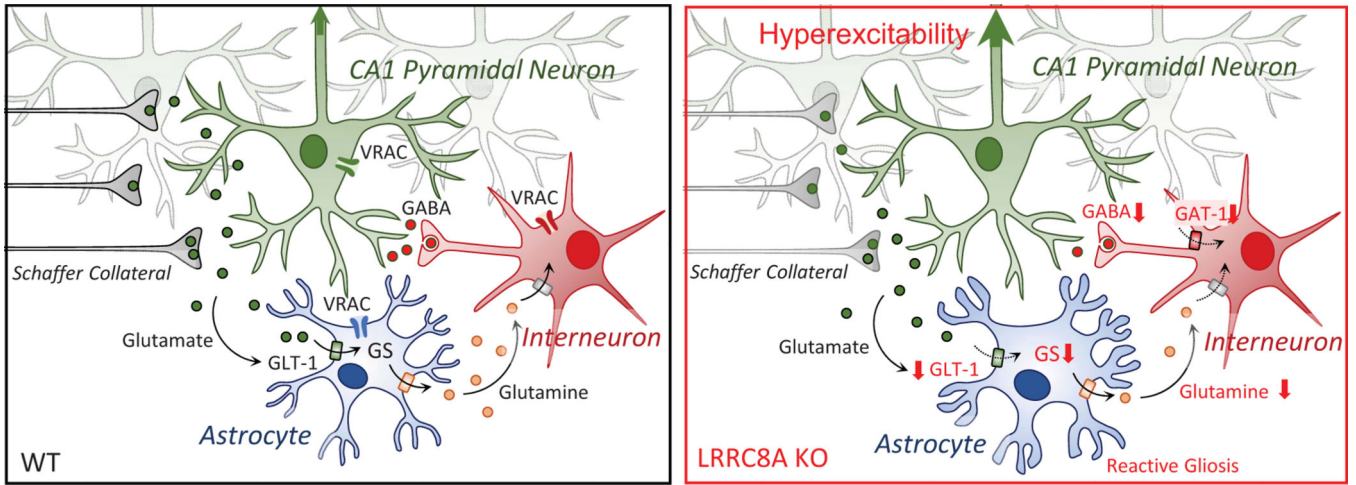 CA1 Pyramidal Neuron
VRAC
VRAC
GABA
Schaffer Collateral
VRAC
Glutamate
GLT-1
GS
Interneuron
Glutamine
Astrocyte
WT
Hyperexcitability
CA1 Pyramidal Neuron
GABA
GAT-1
Schaffer Collateral
Glutamate
GLT-1
GS
Interneuron
Glutamine
Astrocyte
LRRC8A KO
Reactive Gliosis